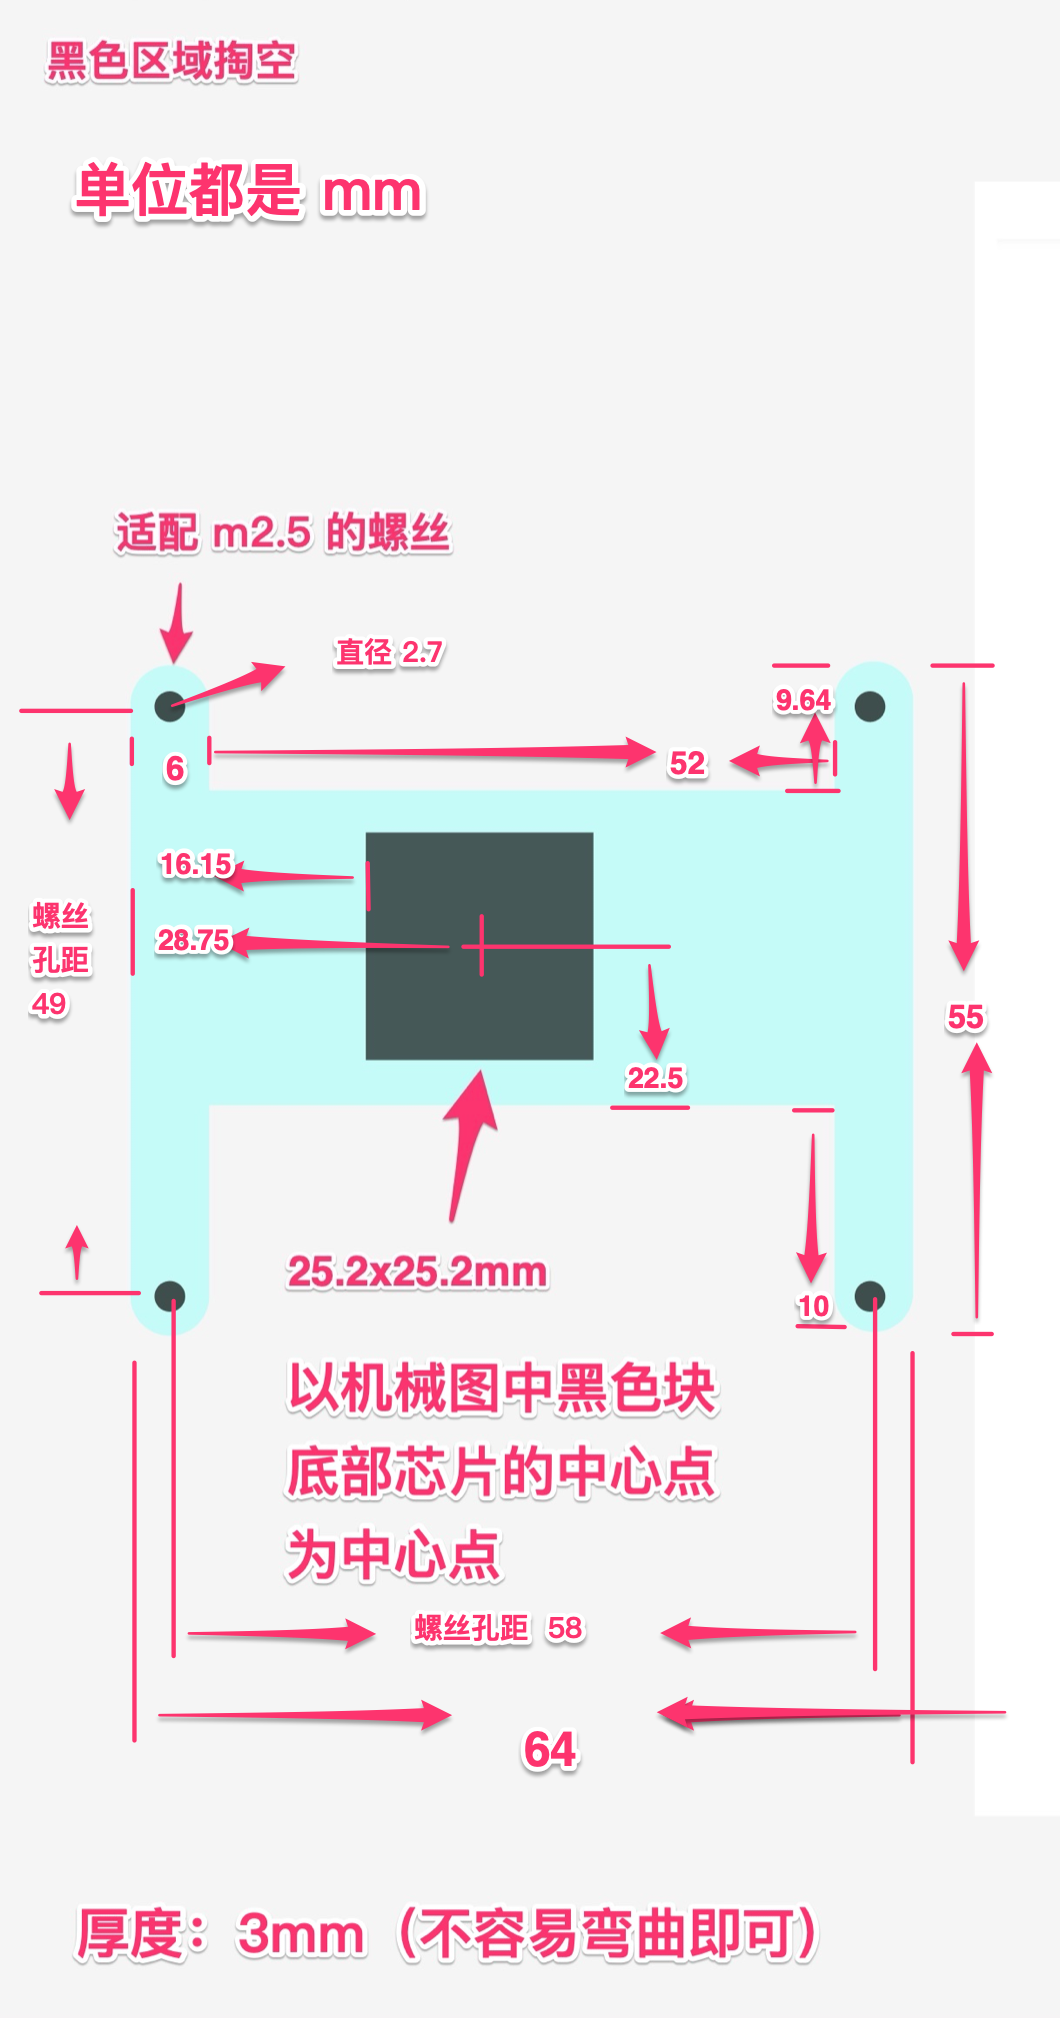 黑色区域掏空
单位都是 mm
适配 m2.5 的螺丝
直径 2.7
9.64
6
52
16.15
螺丝
孔距
49
28.75
55
22.5
25.2x25.2mm
10
以机械图中黑色块
底部芯片的中心点
为中心点
螺丝孔距 58
64
厚度：3mm（不容易弯曲即可）